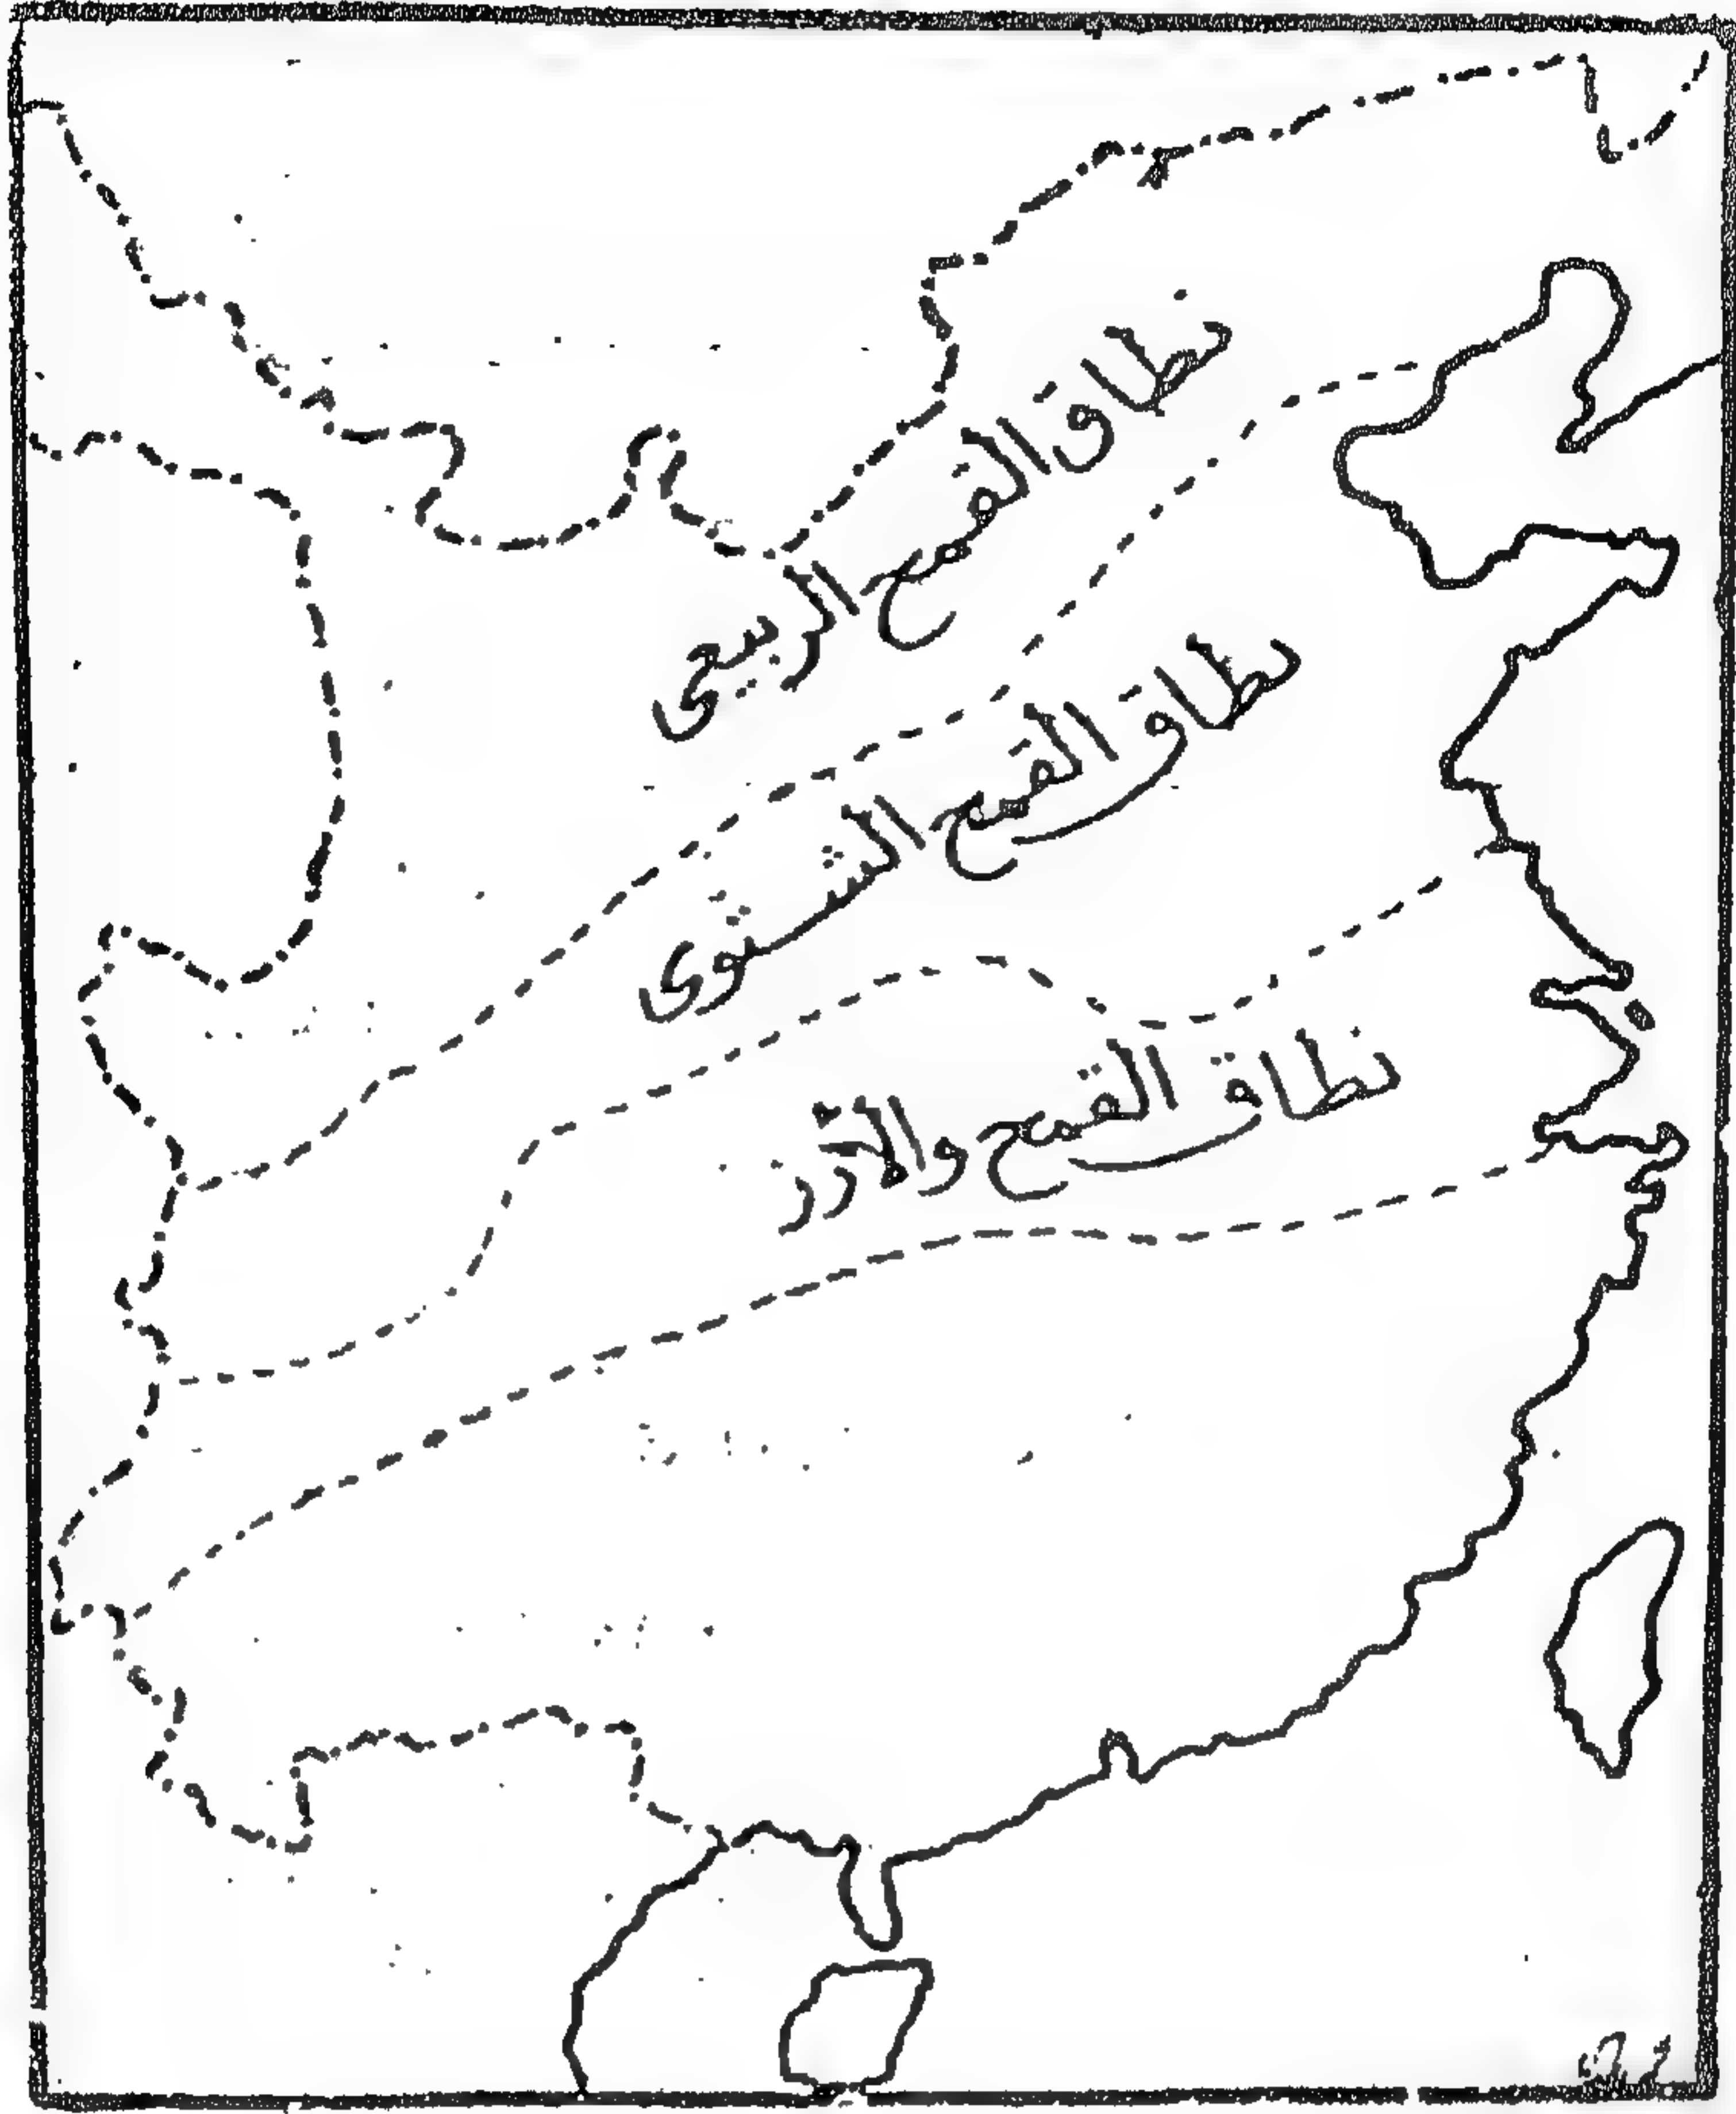 نطاق القمح الربيعى
نطاق القمح الشتوى
نطاق القمح والأرز